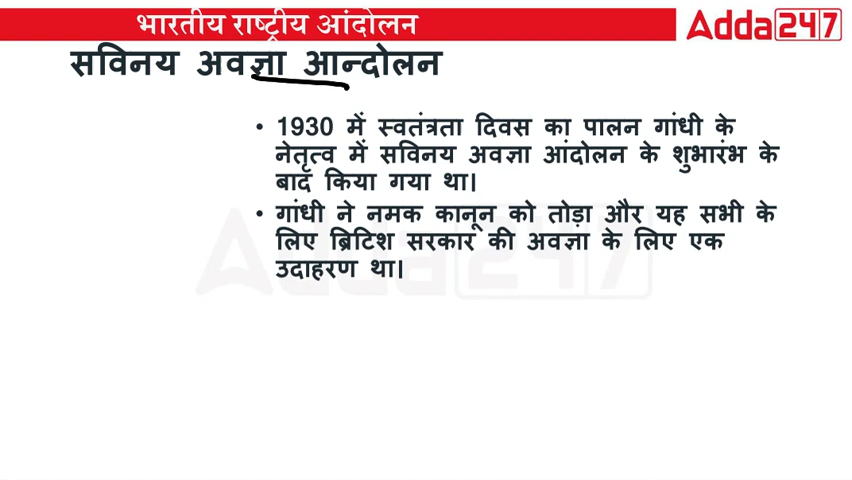 भारतीय राष्ट्रीय आंदोलन
Adda247
सविनय अवज्ञा आन्दोलन
• 1930 में स्वतंत्रता दिवस का पालन गांधी के
नेतृत्व में सविनय अवज्ञा आंदोलन के शुभारंभ के
बाद किया गया था।
• गांधी ने नमक कानून को तोड़ा और यह सभी के
लिए ब्रिटिश सरकार की अवज्ञा के लिए एक
उदाहरण था।
Adda247